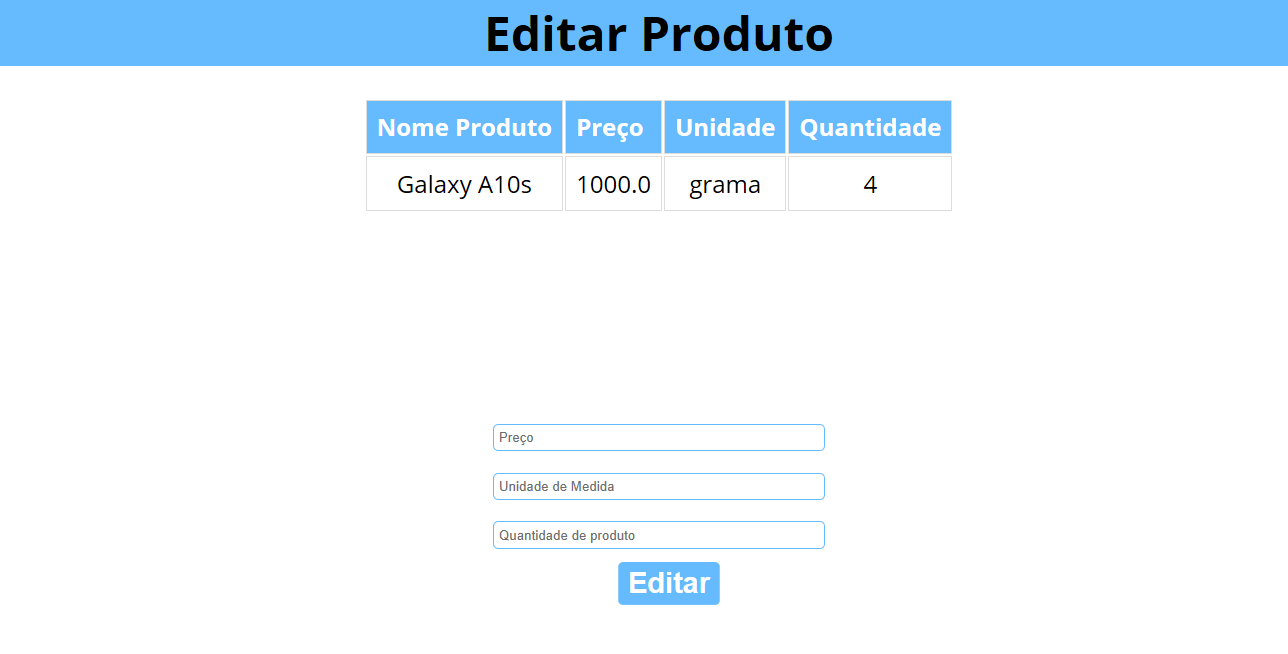 Editar Produto
Nome Produto Preço Unidade Quantidade
Galaxy A10s 1000.0 grama 4
Preço
Unidade de Medida
Quantidade de produto
Editar